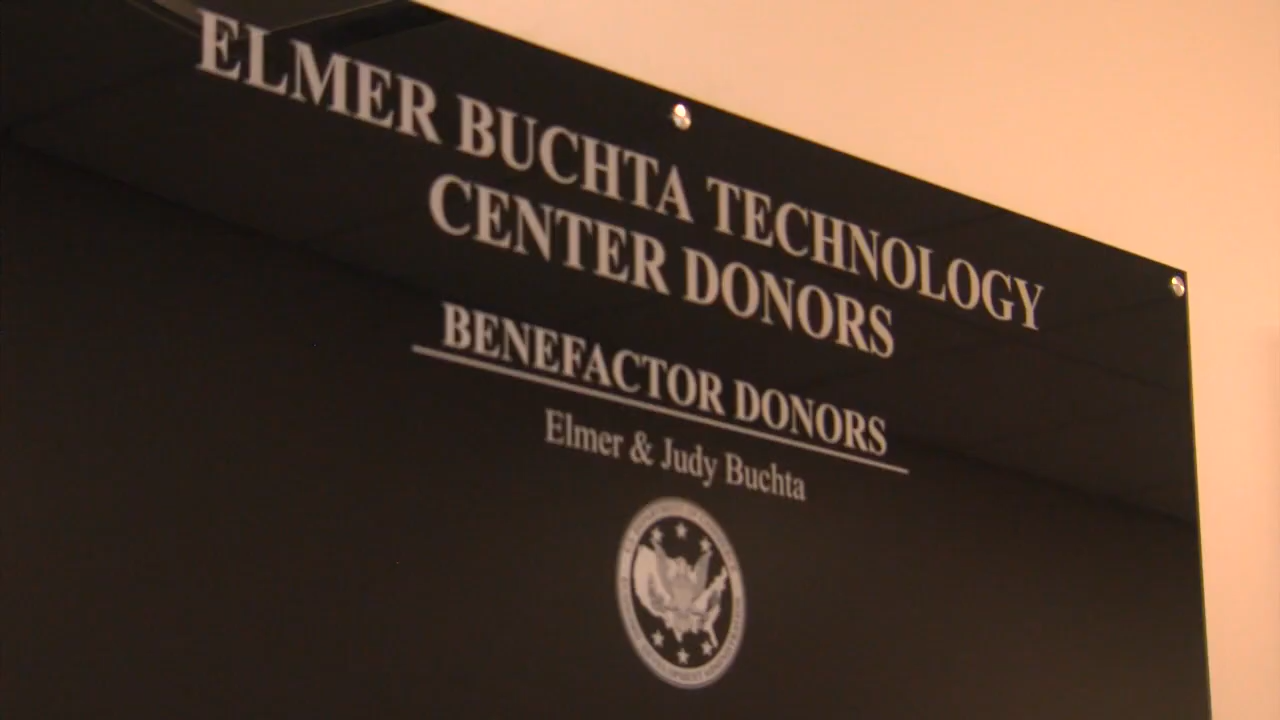 ELMER BUCHTA TECHNOLOGY
CENTER DONORS
BENEFACTOR DONORS
Elmer & Judy Buchta